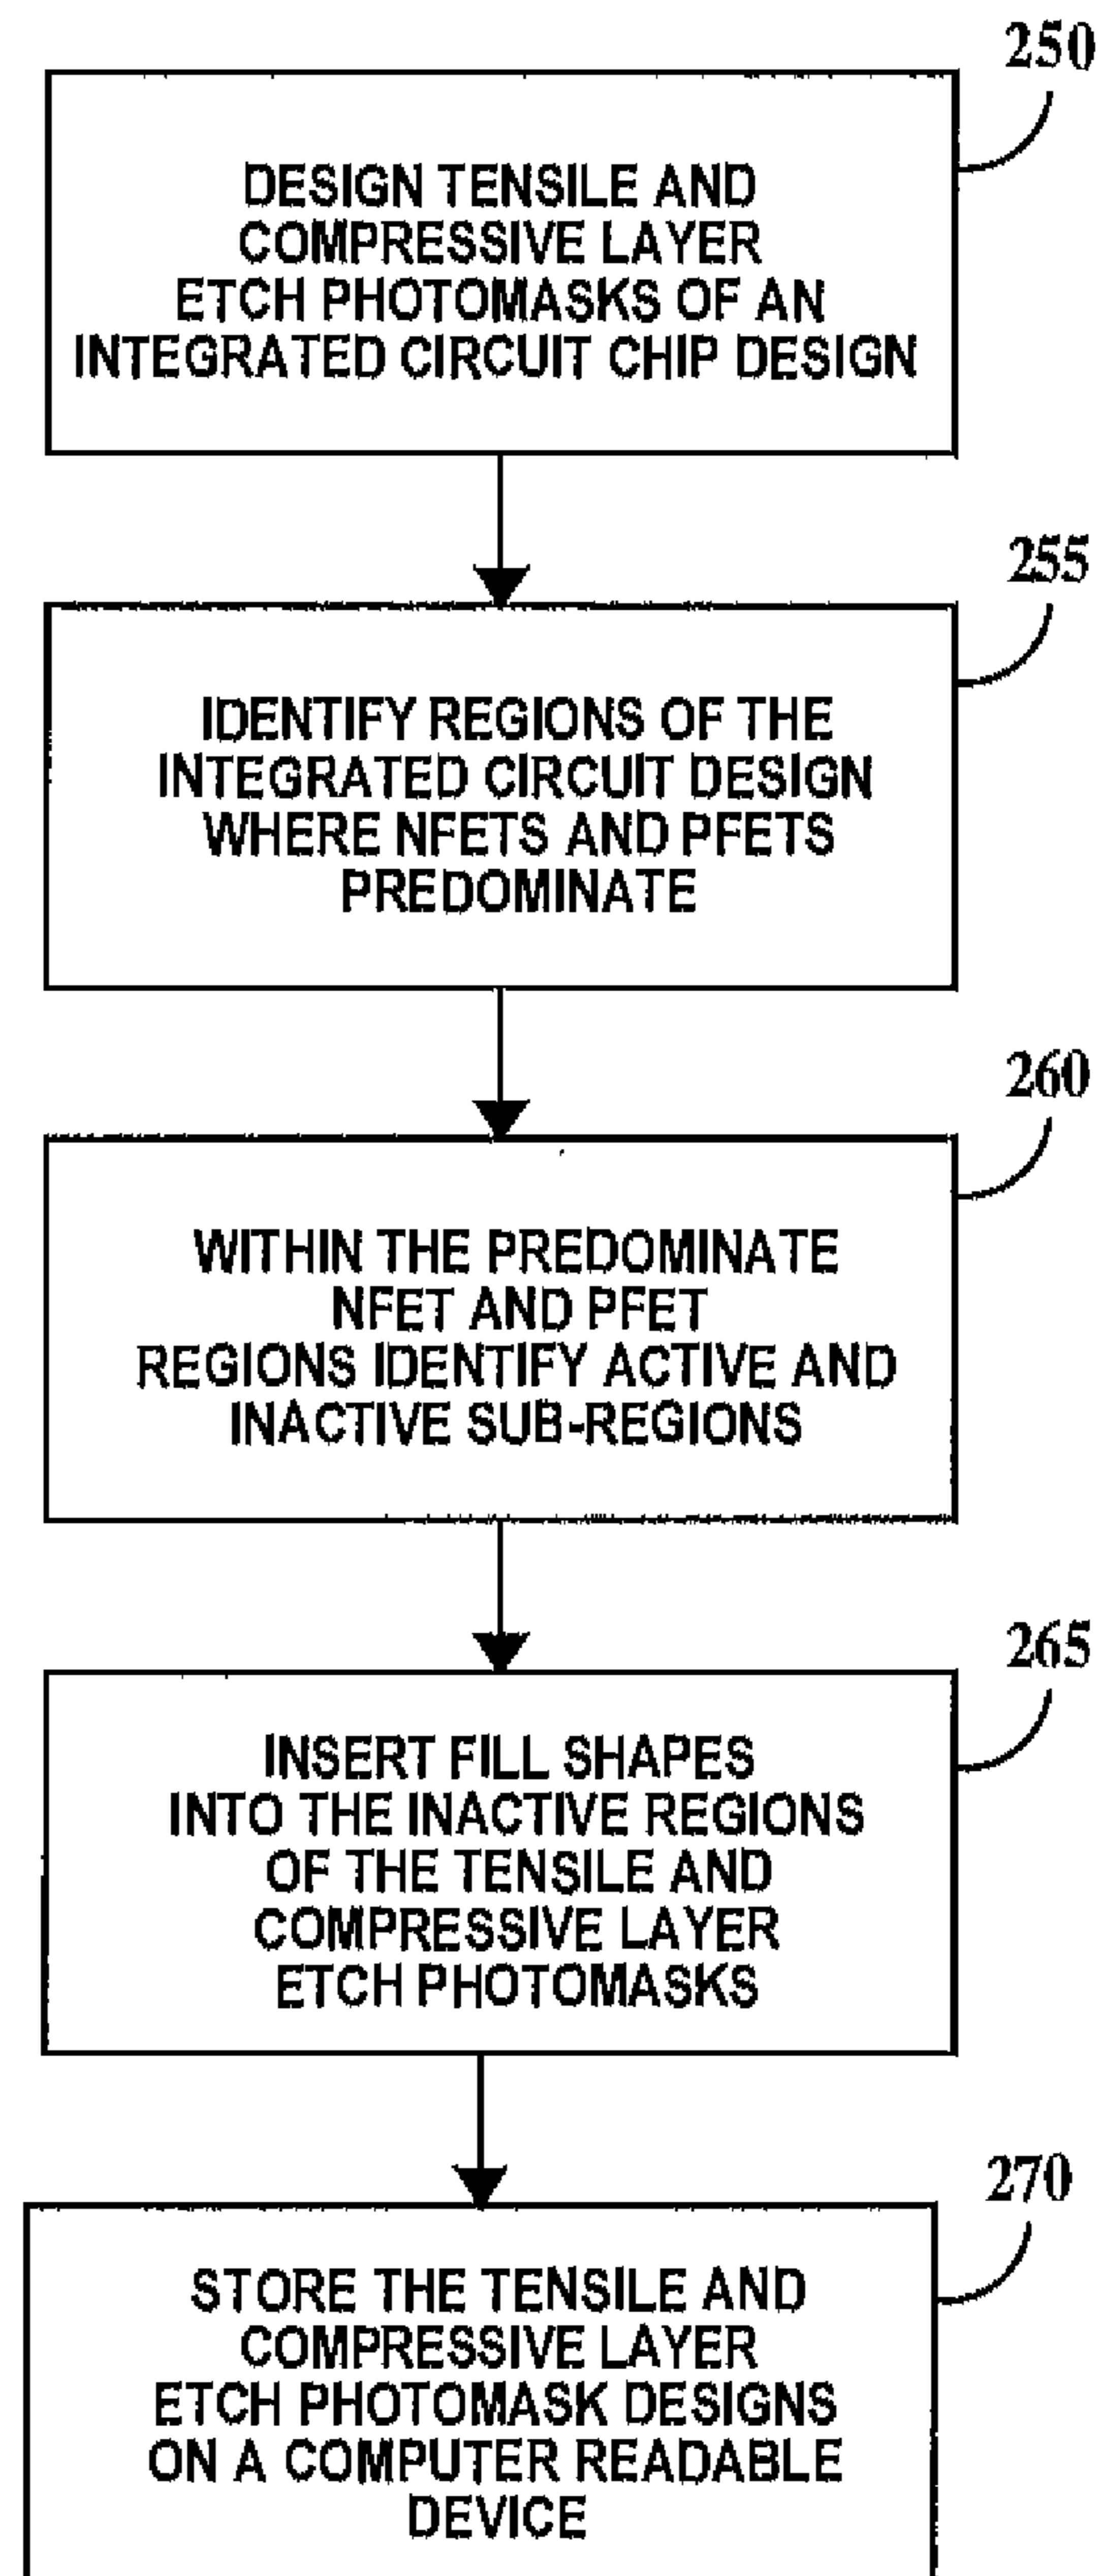 250
DESIGN TENSILE AND
COMPRESSIVE LAYER
ETCH PHOTOMASKS OF AN
INTEGRATED CIRCUIT CHIP DESIGN
255
IDENTIFY REGIONS OF THE
INTEGRATED CIRCUIT DESIGN
WHERE NFETS AND PFETS
PREDOMINATE
260
WITHIN THE PREDOMINATE
NFET AND PFET
REGIONS IDENTIFY ACTIVE AND
INACTIVE SUB-REGIONS
265
INSERT FILL SHAPES
INTO THE INACTIVE REGIONS
OF THE TENSILE AND
COMPRESSIVE LAYER
ETCH PHOTOMASKS
270
STORE THE TENSILE AND
COMPRESSIVE LAYER
ETCH PHOTOMASK DESIGNS
ON A COMPUTER READABLE
DEVICE